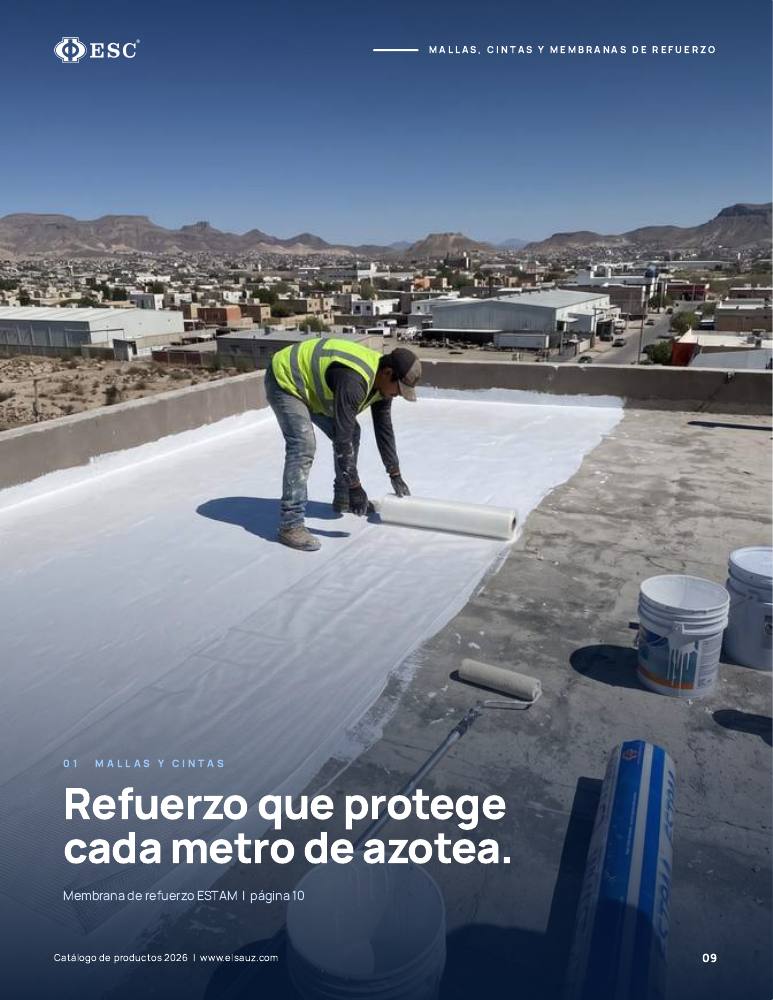 ESC
MALLAS, CINTAS Y MEMBRANAS DE REFUERZO
01 MALLAS Y CINTAS
Refuerzo que protege
cada metro de azotea.
Membrana de refuerzo ESTAM | página 10
Catálogo de productos 2026 | www.elsauz.com
09